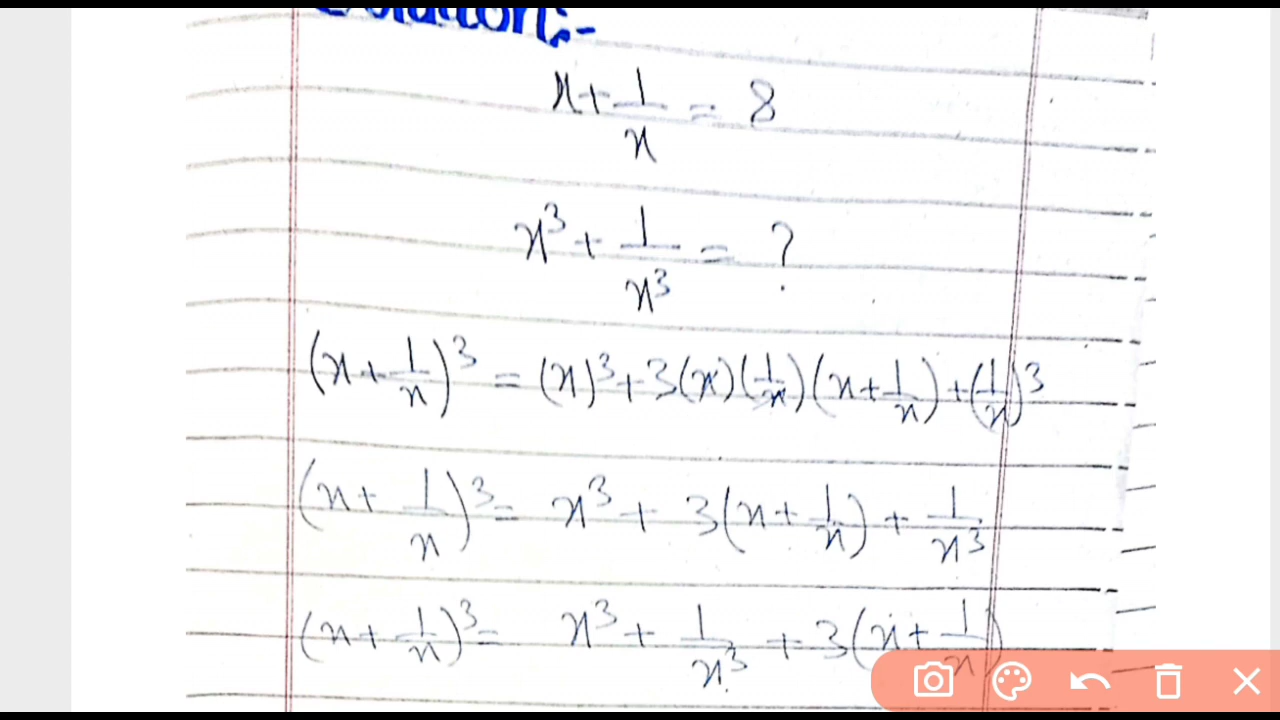 Solution:-
x + 1/x = 8
x³ + 1/x³ = ?
(x + 1/x)³ = (x)³ + 3(x)(1/x)(x + 1/x) + (1/x)³
(x + 1/x)³ = x³ + 3(x + 1/x) + 1/x³
(x + 1/x)³ = x³ + 1/x³ + 3(x + 1/x)